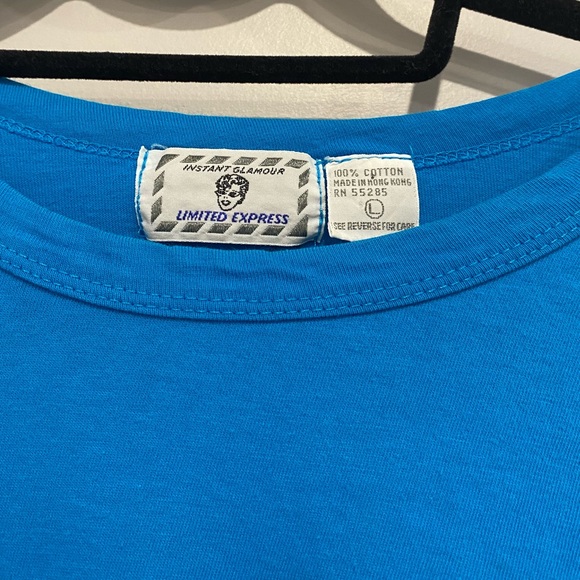 INSTANT GLAMOUR
LIMITED EXPRESS
100% COTTON
MADE IN HONG KONG
RN 55285
L
SEE REVERSE FOR CARE